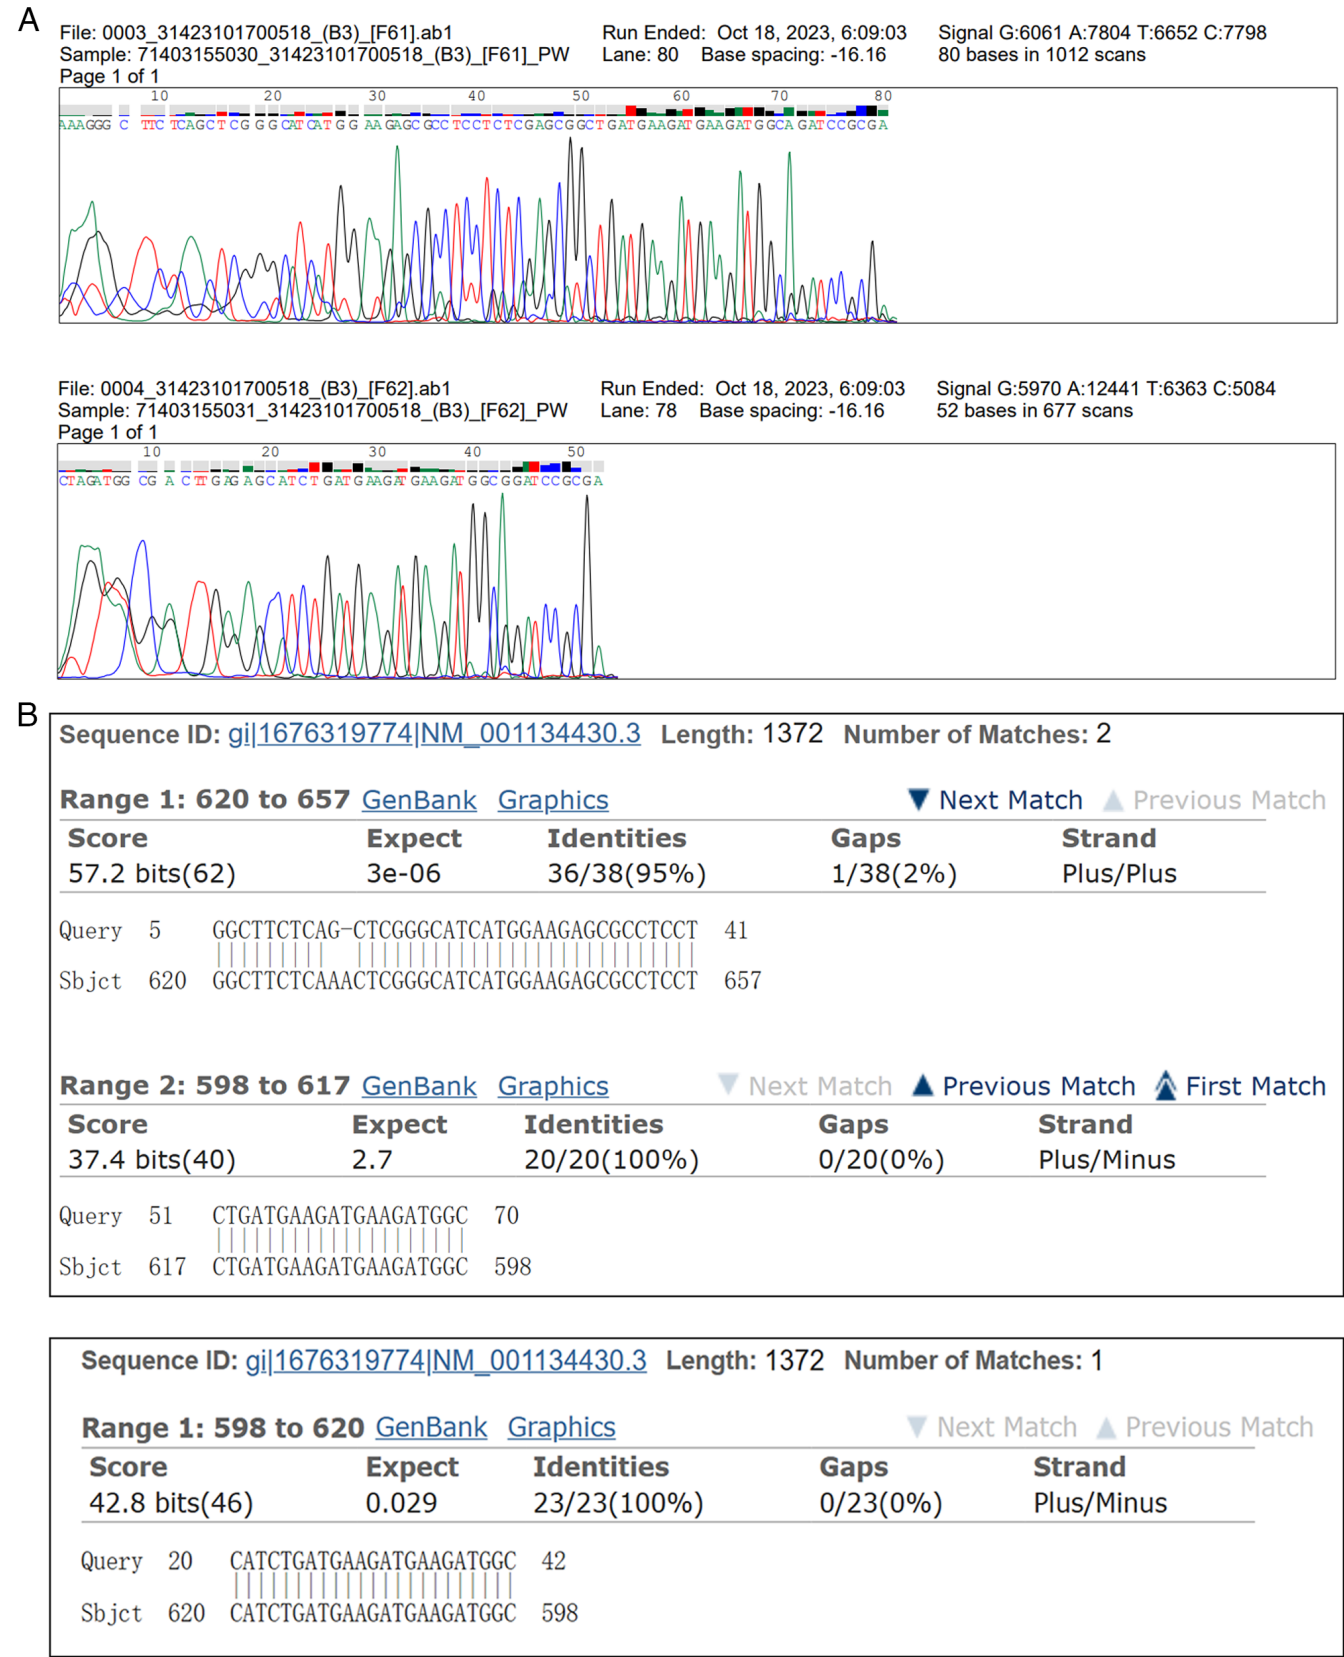 A
File: 0003_31423101700518_(B3)_[F61].ab1 Run Ended: Oct 18, 2023, 6:09:03 Signal G:6061 A:7804 T:6652 C:7798
Sample: 71403155030_31423101700518_(B3)_[F61]_PW Lane: 80 Base spacing: -16.16 80 bases in 1012 scans
Page 1 of 1
10 20 30 40 50 60 70 80
AAAGGG C TTC TCAGCTCG GGCATCATGG AAGAGCGCCTCCTCTCGAGCGGCTGATGAAGATGAAGATGGCAGATCCGCGA
File: 0004_31423101700518_(B3)_[F62].ab1 Run Ended: Oct 18, 2023, 6:09:03 Signal G:5970 A:12441 T:6363 C:5084
Sample: 71403155031_31423101700518_(B3)_[F62]_PW Lane: 78 Base spacing: -16.16 52 bases in 677 scans
Page 1 of 1
10 20 30 40 50
CTAGATGG CG A CTTGAGAGCATCTGATGAAGATGAAGATGGCGGATCCGCGA
B
Sequence ID: gi|1676319774|NM_001134430.3 Length: 1372 Number of Matches: 2
Range 1: 620 to 657 GenBank Graphics Next Match Previous Match
Score Expect Identities Gaps Strand
57.2 bits(62) 3e-06 36/38(95%) 1/38(2%) Plus/Plus
Query 5 GGCTTCTCAG-CTCGGGCATCATGGAAGAGCGCCTCCT 41
Sbjct 620 GGCTTCTCAAACTCGGGCATCATGGAAGAGCGCCTCCT 657
Range 2: 598 to 617 GenBank Graphics Next Match Previous Match First Match
Score Expect Identities Gaps Strand
37.4 bits(40) 2.7 20/20(100%) 0/20(0%) Plus/Minus
Query 51 CTGATGAAGATGAAGATGGC 70
Sbjct 617 CTGATGAAGATGAAGATGGC 598
Sequence ID: gi|1676319774|NM_001134430.3 Length: 1372 Number of Matches: 1
Range 1: 598 to 620 GenBank Graphics Next Match Previous Match
Score Expect Identities Gaps Strand
42.8 bits(46) 0.029 23/23(100%) 0/23(0%) Plus/Minus
Query 20 CATCTGATGAAGATGAAGATGGC 42
Sbjct 620 CATCTGATGAAGATGAAGATGGC 598